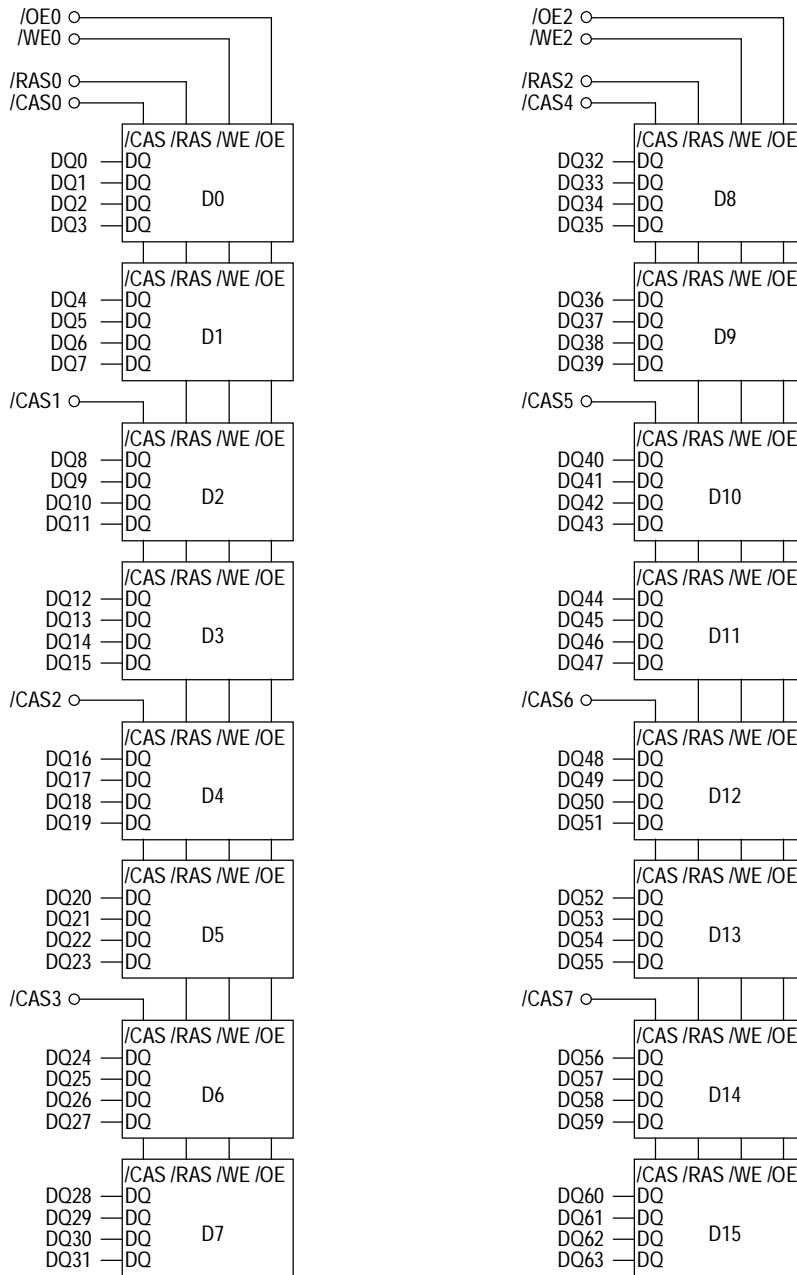 /OE0
/WE0
/RAS0
/CAS0
/CAS /RAS /WE /OE
DQ0 DQ
DQ1 DQ
DQ2 DQ D0
DQ3 DQ
/CAS /RAS /WE /OE
DQ4 DQ
DQ5 DQ
DQ6 DQ D1
DQ7 DQ
/CAS1
/CAS /RAS /WE /OE
DQ8 DQ
DQ9 DQ
DQ10 DQ D2
DQ11 DQ
/CAS /RAS /WE /OE
DQ12 DQ
DQ13 DQ
DQ14 DQ D3
DQ15 DQ
/CAS2
/CAS /RAS /WE /OE
DQ16 DQ
DQ17 DQ
DQ18 DQ D4
DQ19 DQ
/CAS /RAS /WE /OE
DQ20 DQ
DQ21 DQ
DQ22 DQ D5
DQ23 DQ
/CAS3
/CAS /RAS /WE /OE
DQ24 DQ
DQ25 DQ
DQ26 DQ D6
DQ27 DQ
/CAS /RAS /WE /OE
DQ28 DQ
DQ29 DQ
DQ30 DQ D7
DQ31 DQ
/OE2
/WE2
/RAS2
/CAS4
/CAS /RAS /WE /OE
DQ32 DQ
DQ33 DQ
DQ34 DQ D8
DQ35 DQ
/CAS /RAS /WE /OE
DQ36 DQ
DQ37 DQ
DQ38 DQ D9
DQ39 DQ
/CAS5
/CAS /RAS /WE /OE
DQ40 DQ
DQ41 DQ
DQ42 DQ D10
DQ43 DQ
/CAS /RAS /WE /OE
DQ44 DQ
DQ45 DQ
DQ46 DQ D11
DQ47 DQ
/CAS6
/CAS /RAS /WE /OE
DQ48 DQ
DQ49 DQ
DQ50 DQ D12
DQ51 DQ
/CAS /RAS /WE /OE
DQ52 DQ
DQ53 DQ
DQ54 DQ D13
DQ55 DQ
/CAS7
/CAS /RAS /WE /OE
DQ56 DQ
DQ57 DQ
DQ58 DQ D14
DQ59 DQ
/CAS /RAS /WE /OE
DQ60 DQ
DQ61 DQ
DQ62 DQ D15
DQ63 DQ